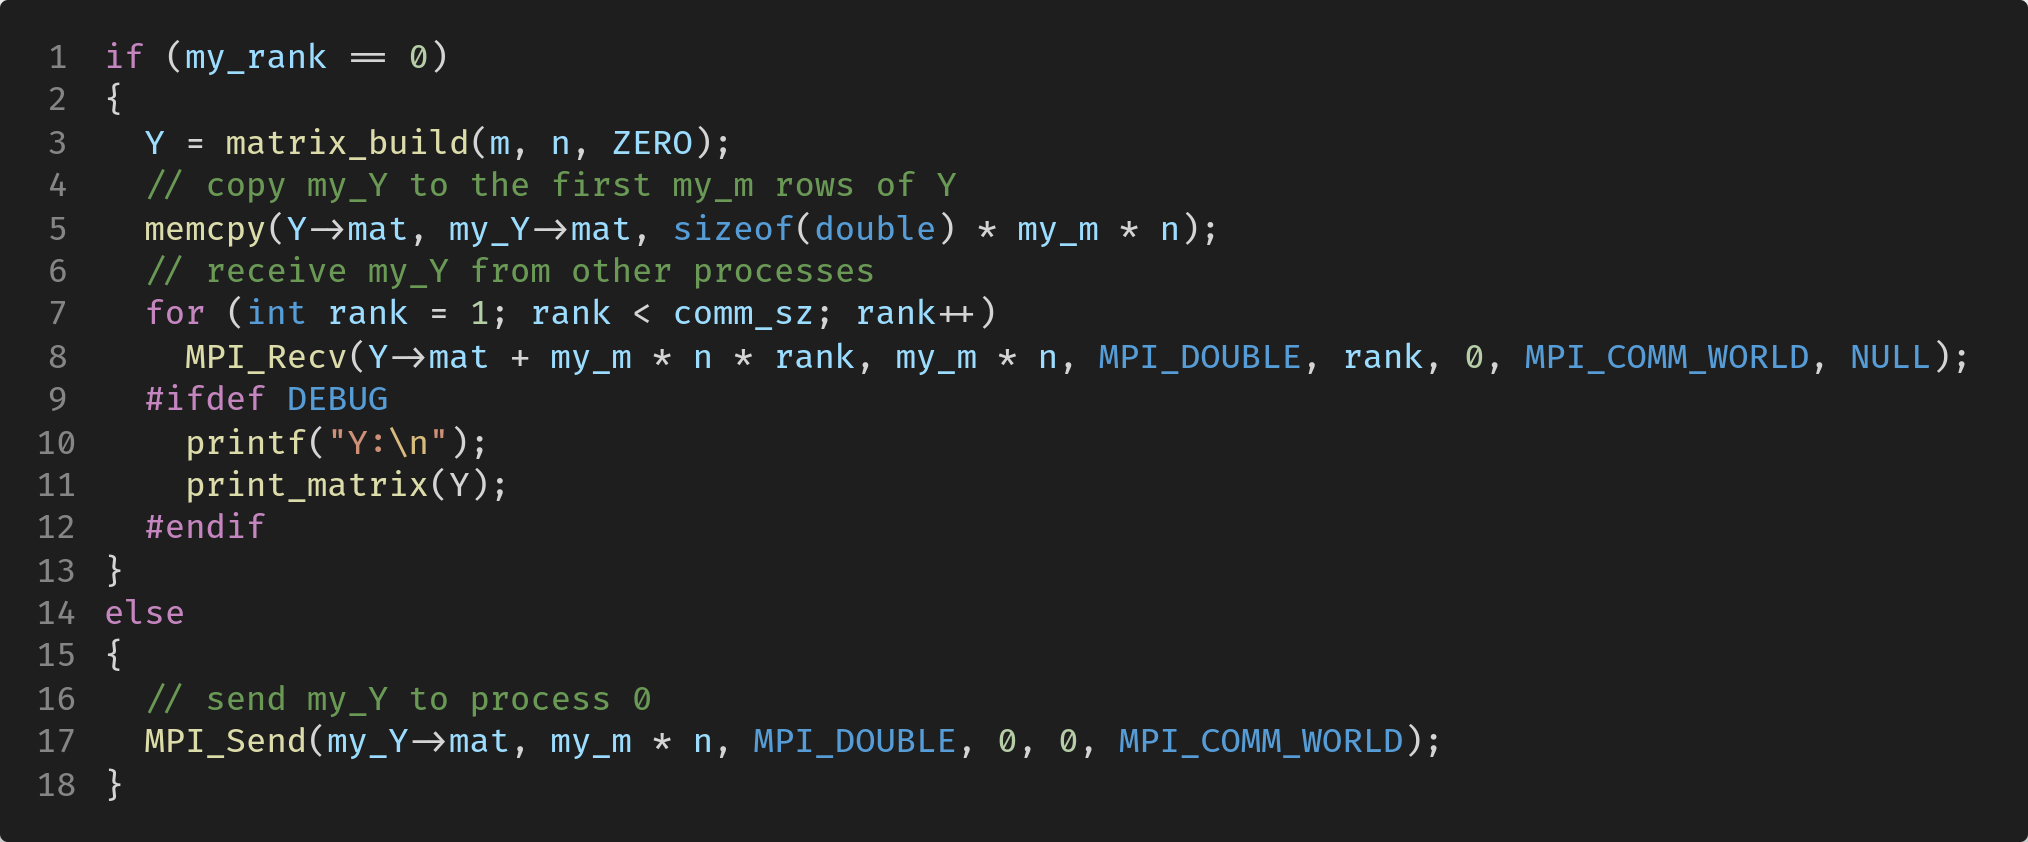 1 if (my_rank == 0)
2 {
3   Y = matrix_build(m, n, ZERO);
4   // copy my_Y to the first my_m rows of Y
5   memcpy(Y->mat, my_Y->mat, sizeof(double) * my_m * n);
6   // receive my_Y from other processes
7   for (int rank = 1; rank < comm_sz; rank++)
8     MPI_Recv(Y->mat + my_m * n * rank, my_m * n, MPI_DOUBLE, rank, 0, MPI_COMM_WORLD, NULL);
9   #ifdef DEBUG
10     printf("Y:\n");
11     print_matrix(Y);
12   #endif
13 }
14 else
15 {
16   // send my_Y to process 0
17   MPI_Send(my_Y->mat, my_m * n, MPI_DOUBLE, 0, 0, MPI_COMM_WORLD);
18 }